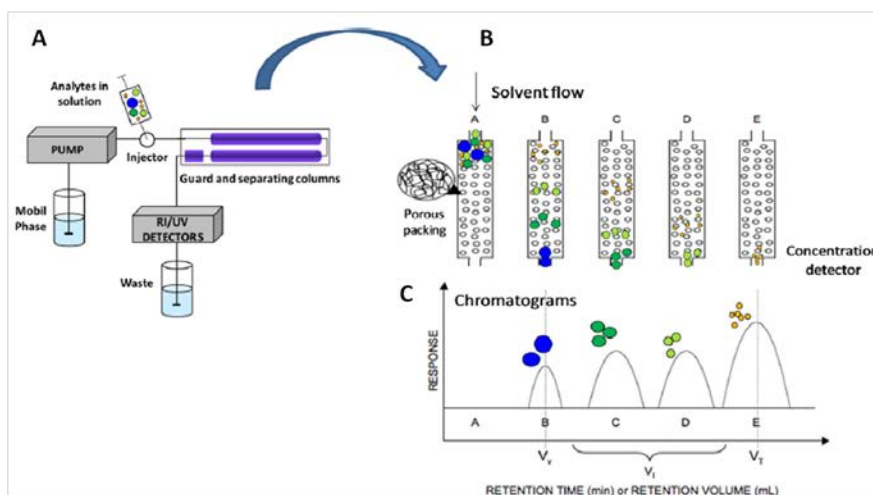 A
Analytes in
solution
PUMP
Injector
Guard and separating columns
Mobil
Phase
RI/UV
DETECTORS
Waste
B
Solvent flow
A B C D E
Porous
packing
Concentration
detector
C
Chromatograms
RESPONSE
A B C D E
Vv Vi VT
RETENTION TIME (min) or RETENTION VOLUME (mL)